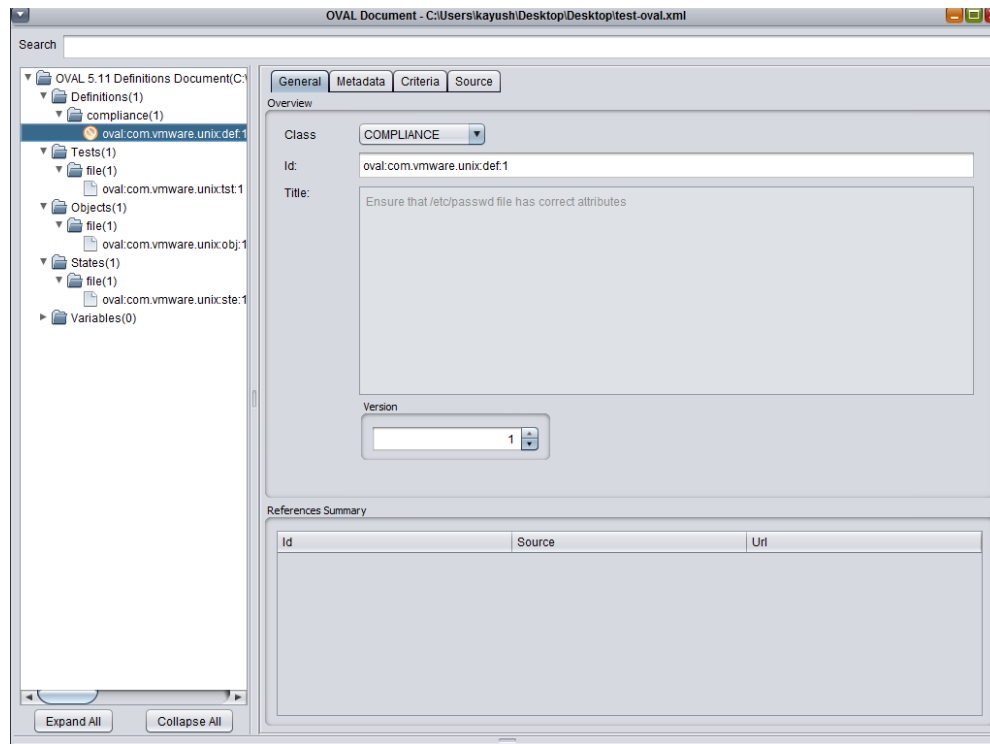 OVAL Document - C:\Users\kayush\Desktop\Desktop\test-oval.xml
Search
OVAL 5.11 Definitions Document(C:\
Definitions(1)
compliance(1)
oval:com.vmware.unix:def:1
Tests(1)
file(1)
oval:com.vmware.unix:tst:1
Objects(1)
file(1)
oval:com.vmware.unix:obj:1
States(1)
file(1)
oval:com.vmware.unix:ste:1
Variables(0)
Expand All Collapse All
General Metadata Criteria Source
Overview
Class COMPLIANCE
Id: oval:com.vmware.unix:def:1
Title: Ensure that /etc/passwd file has correct attributes
Version
1
References Summary
Id Source Url